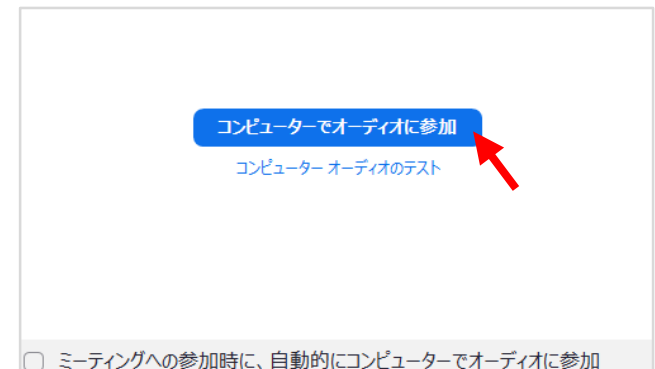 コンピューターでオーディオに参加
コンピューター オーディオのテスト
ミーティングへの参加時に、自動的にコンピューターでオーディオに参加